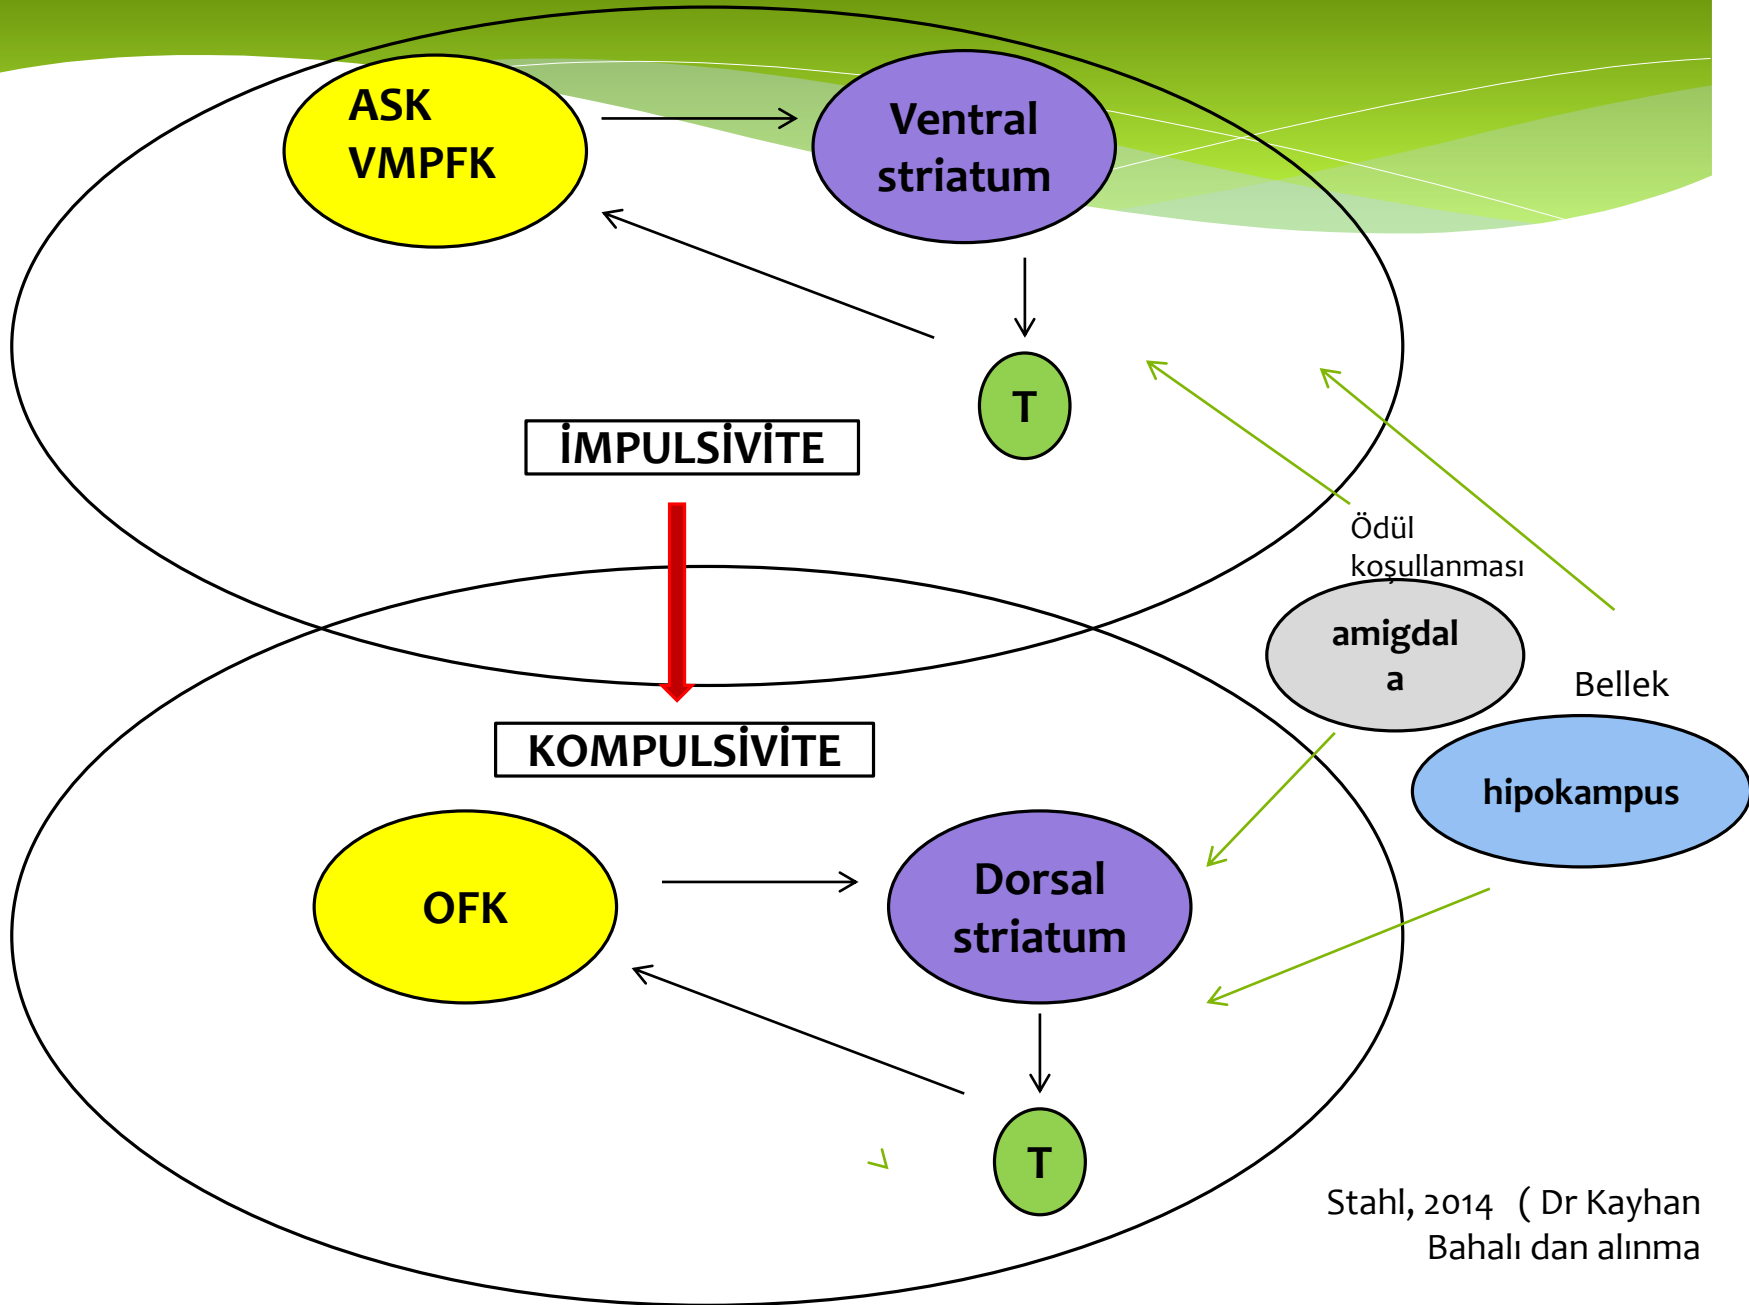 ASK
VMPFK
Ventral
striatum
T
İMPULSİVİTE
Ödül
koşullanması
amigdal
a
Bellek
hipokampus
KOMPULSİVİTE
OFK
Dorsal
striatum
T
Stahl, 2014 ( Dr Kayhan
Bahalı dan alınma